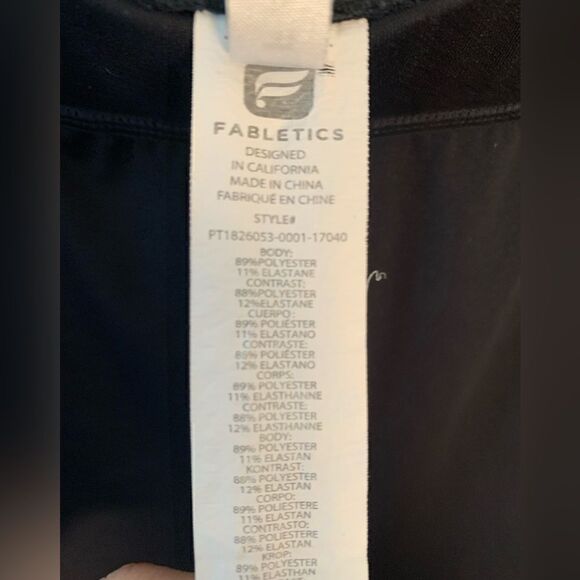 FABLETICS
DESIGNED
IN CALIFORNIA
MADE IN CHINA
FABRIQUÉ EN CHINE
STYLE#
PT1826053-0001-17040
BODY:
89%POLYESTER
11% ELASTANE
CONTRAST:
88%POLYESTER
12%ELASTANE
CUERPO:
89% POLIÉSTER
11% ELASTANO
CONTRASTE:
88% POLIÉSTER
12% ELASTANO
CORPS:
89% POLYESTER
11% ELASTHANNE
CONTRASTE:
88% POLYESTER
12% ELASTHANNE
BODY:
89% POLYESTER
11% ELASTAN
KONTRAST:
88% POLYESTER
12% ELASTAN
CORPO:
89% POLIESTERE
11% ELASTAN
CONTRASTO:
88% POLIESTERE
12% ELASTAN
KROP:
89% POLYESTER
11% ELASTHAN